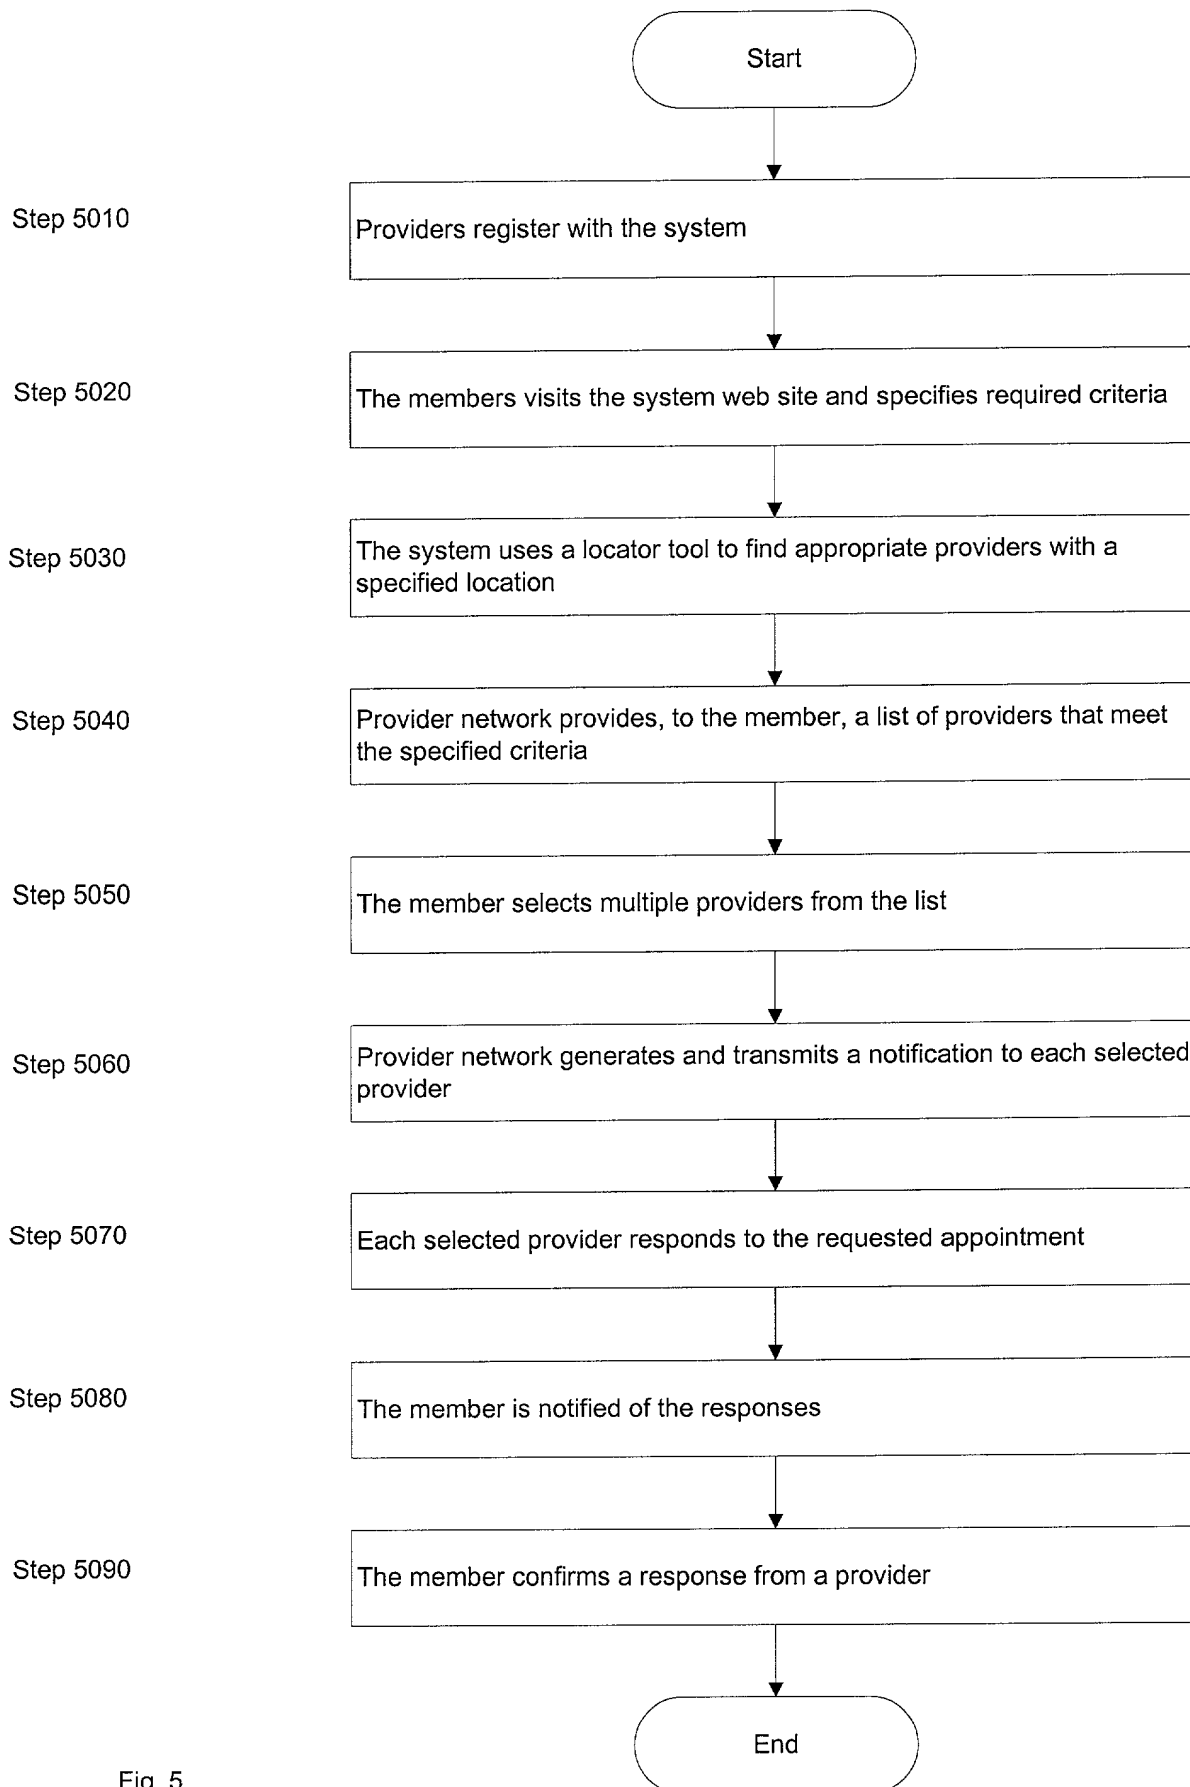 Start
Step 5010
Providers register with the system
Step 5020
The members visits the system web site and specifies required criteria
Step 5030
The system uses a locator tool to find appropriate providers with a
specified location
Step 5040
Provider network provides, to the member, a list of providers that meet
the specified criteria
Step 5050
The member selects multiple providers from the list
Step 5060
Provider network generates and transmits a notification to each selected
provider
Step 5070
Each selected provider responds to the requested appointment
Step 5080
The member is notified of the responses
Step 5090
The member confirms a response from a provider
End
Fig. 5